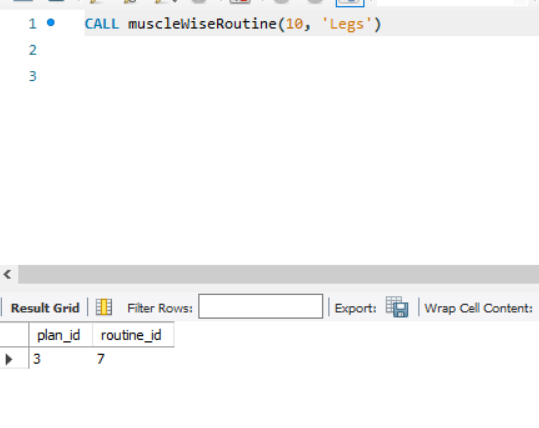 1 CALL muscleWiseRoutine(10, 'Legs')
2
3
Result Grid Filter Rows: Export: Wrap Cell Content:
plan_id routine_id
3 7